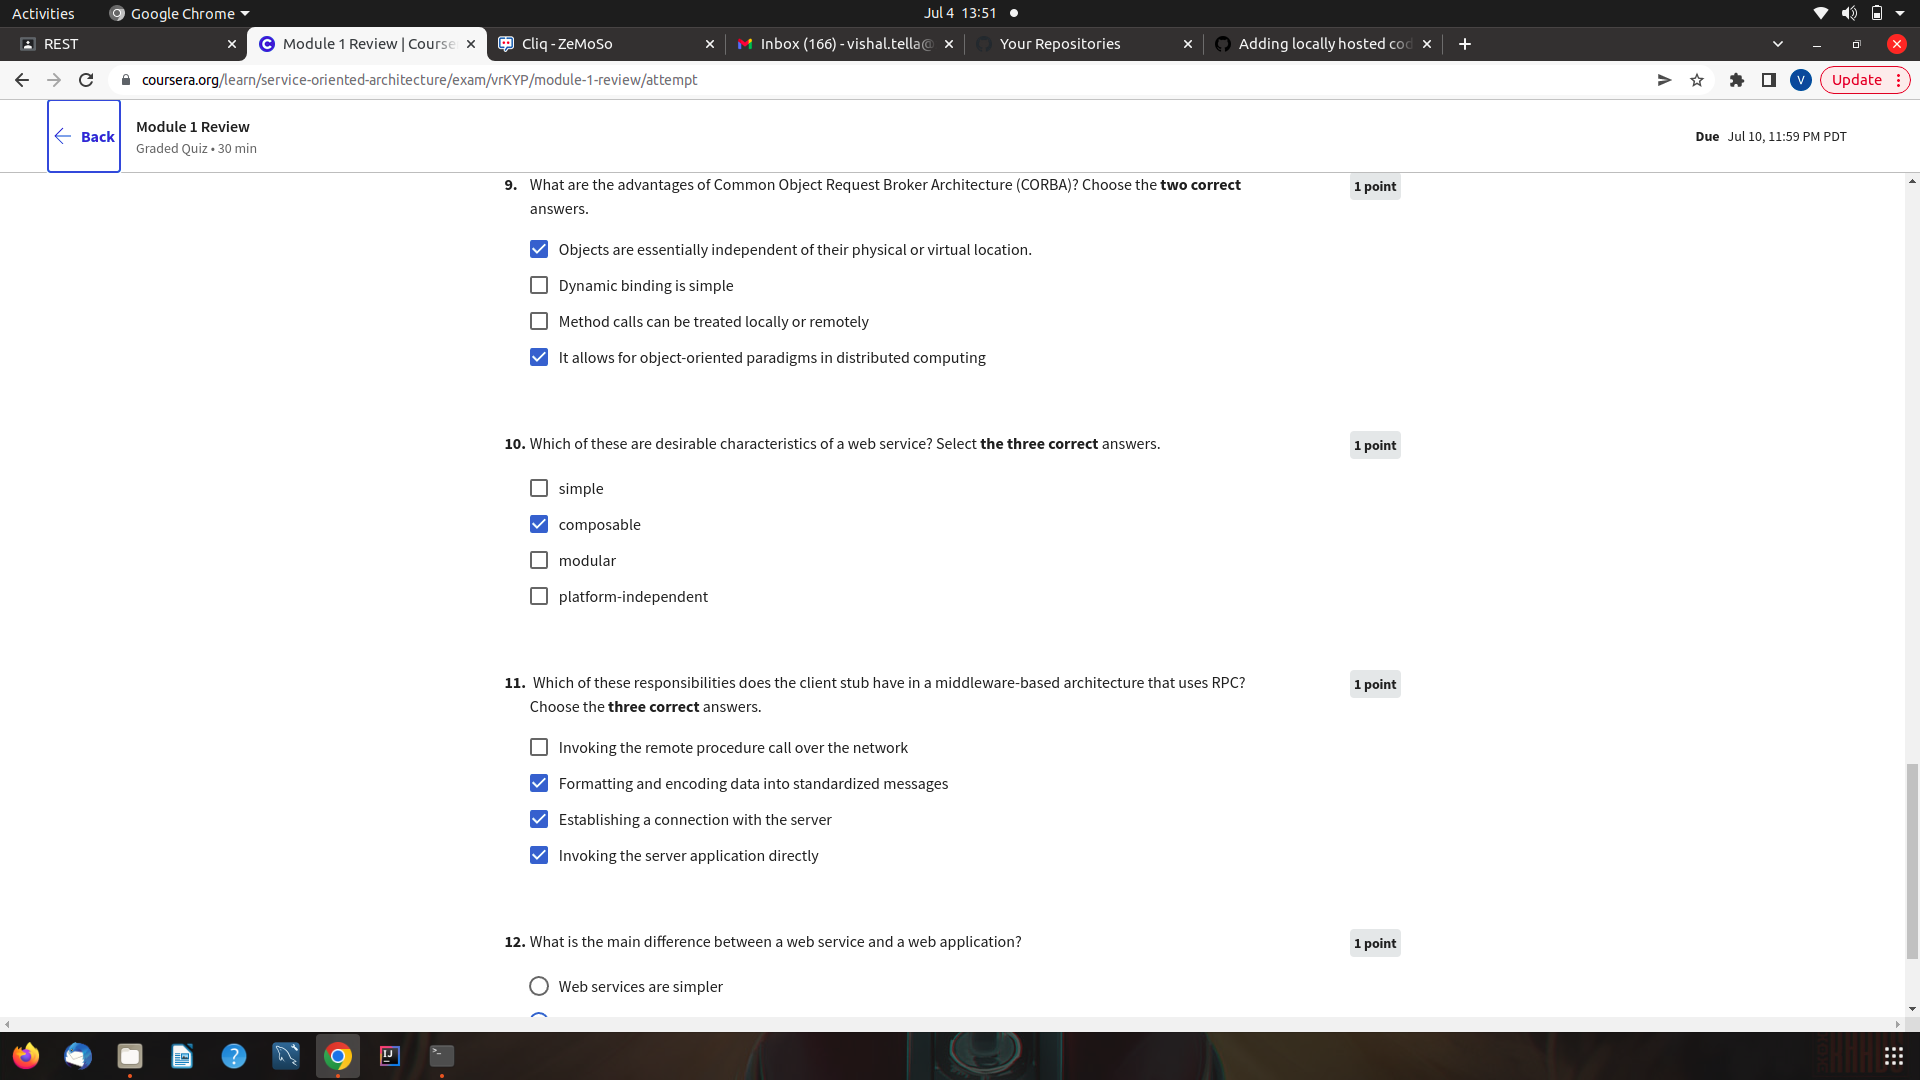 Activities
Google Chrome
Jul 4 13:51
REST
Module 1 Review | Course
Cliq - ZeMoSo
Inbox (166) - vishal.tella@
Your Repositories
Adding locally hosted cod
coursera.org/learn/service-oriented-architecture/exam/vrKYP/module-1-review/attempt
V
Update
Back
Module 1 Review
Graded Quiz • 30 min
Due Jul 10, 11:59 PM PDT
9. What are the advantages of Common Object Request Broker Architecture (CORBA)? Choose the two correct
answers.
1 point
Objects are essentially independent of their physical or virtual location.
Dynamic binding is simple
Method calls can be treated locally or remotely
It allows for object-oriented paradigms in distributed computing
10. Which of these are desirable characteristics of a web service? Select the three correct answers.
1 point
simple
composable
modular
platform-independent
11. Which of these responsibilities does the client stub have in a middleware-based architecture that uses RPC?
Choose the three correct answers.
1 point
Invoking the remote procedure call over the network
Formatting and encoding data into standardized messages
Establishing a connection with the server
Invoking the server application directly
12. What is the main difference between a web service and a web application?
1 point
Web services are simpler